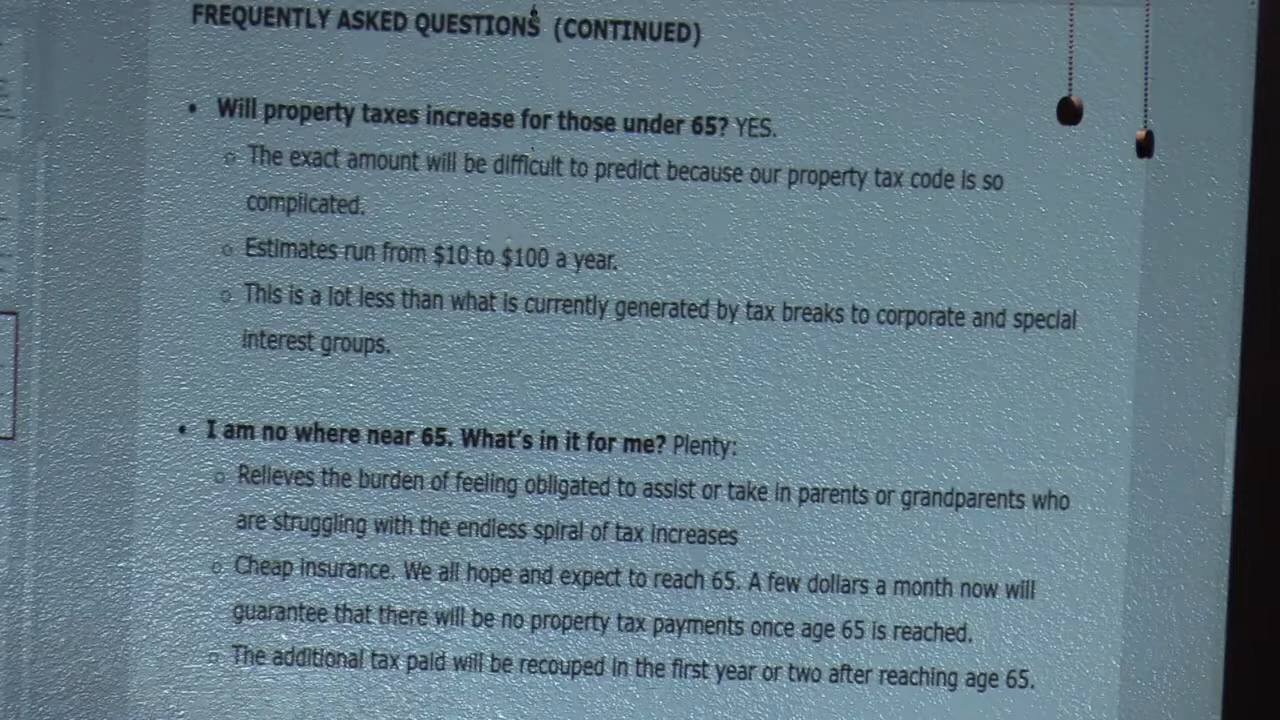 FREQUENTLY ASKED QUESTIONS (CONTINUED)
• Will property taxes increase for those under 65? YES.
o The exact amount will be difficult to predict because our property tax code is so
complicated.
o Estimates run from $10 to $100 a year.
o This is a lot less than what is currently generated by tax breaks to corporate and special
interest groups.
• I am no where near 65. What's in it for me? Plenty:
o Relieves the burden of feeling obligated to assist or take in parents or grandparents who
are struggling with the endless spiral of tax increases
o Cheap insurance. We all hope and expect to reach 65. A few dollars a month now will
guarantee that there will be no property tax payments once age 65 is reached.
o The additional tax paid will be recouped in the first year or two after reaching age 65.